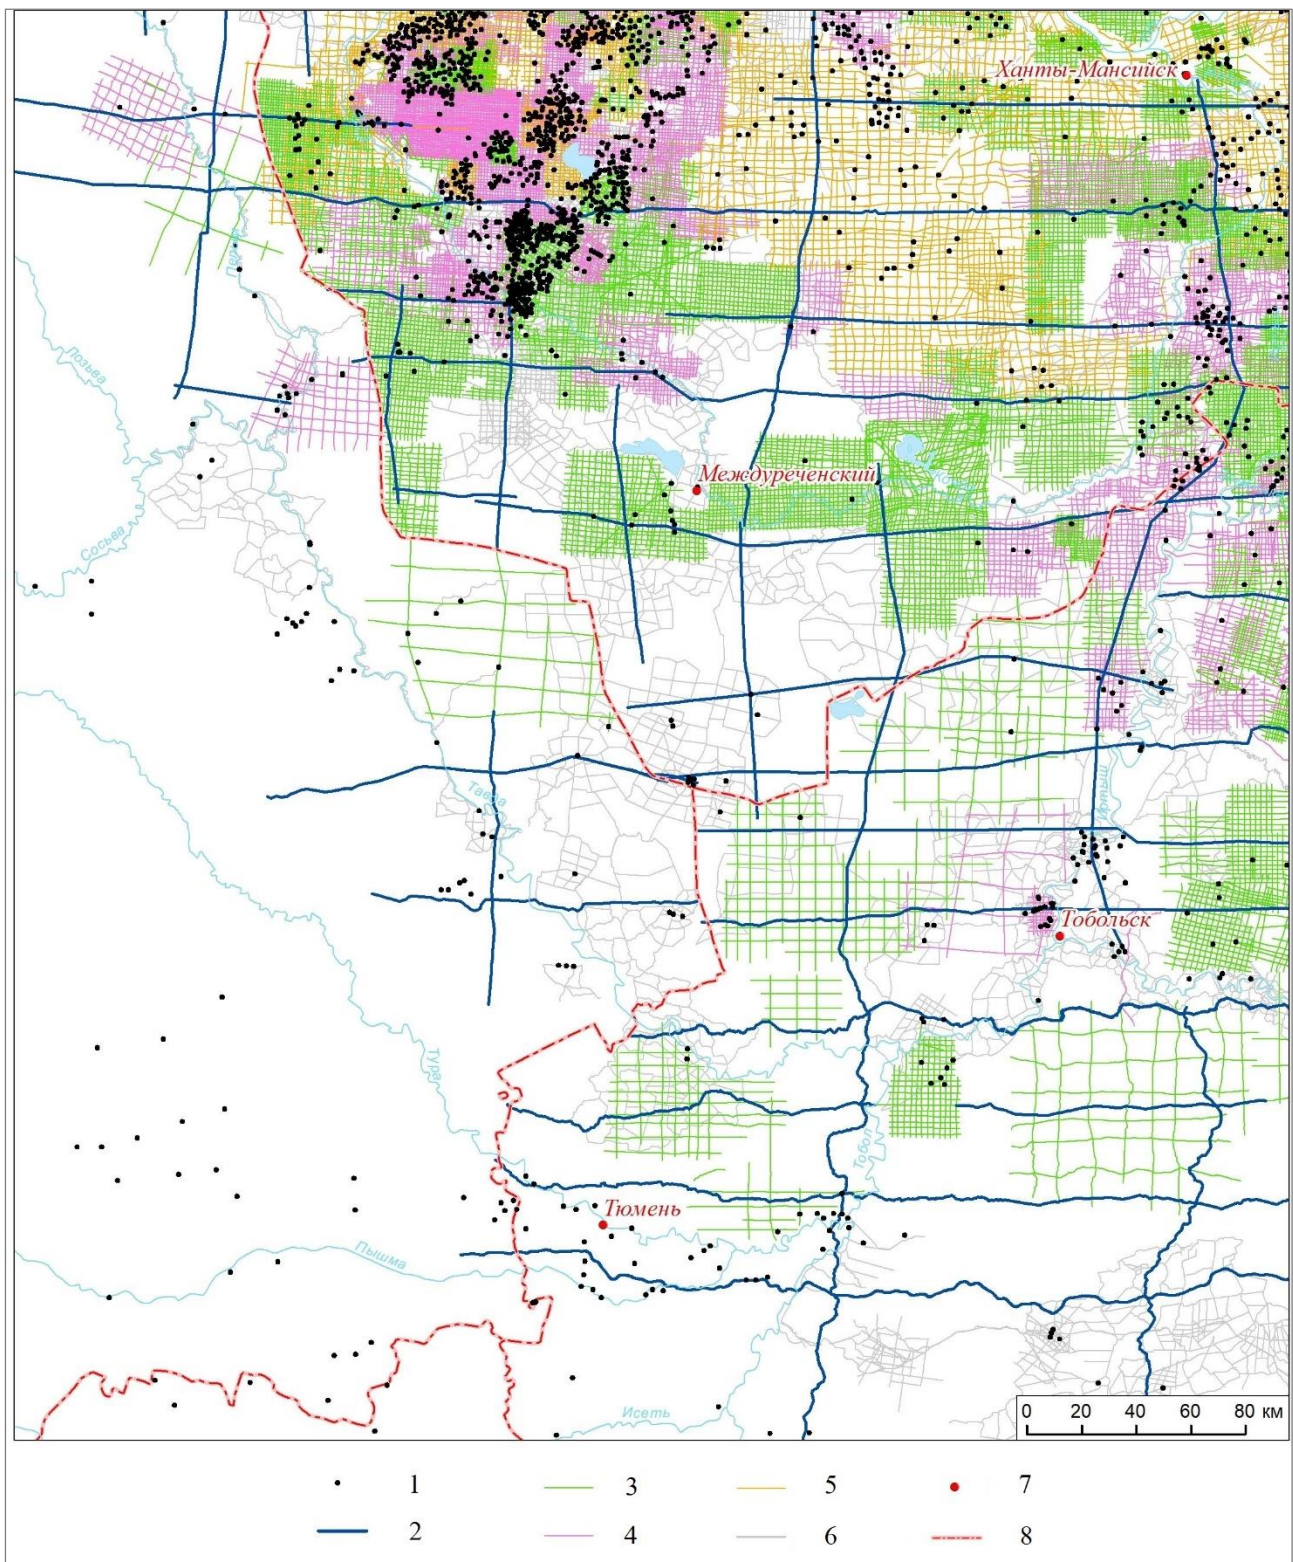 Ханты-Мансийск
Лозьва
Междуреченский
Сосьва
Тавда
Иртыш
Тобольск
Тура
Тобол
Тюмень
Пышма
Исеть
0 20 40 60 80 км
1 3 5 7
2 4 6 8